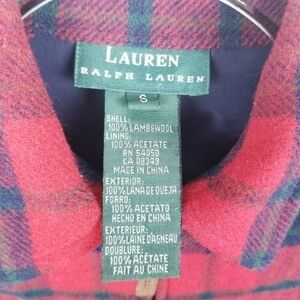 LAUREN
RALPH LAUREN
S
SHELL:
100% LAMBSWOOL
LINING:
100% ACETATE
RN 54050
CA 08349
MADE IN CHINA
EXTERIOR:
100% LANA DE OVEJA
FORRO:
100% ACETATO
HECHO EN CHINA
EXTERIEUR:
100% LAINE D'AGNEAU
DOUBLURE:
100% ACÉTATE
FAIT AU CHINE